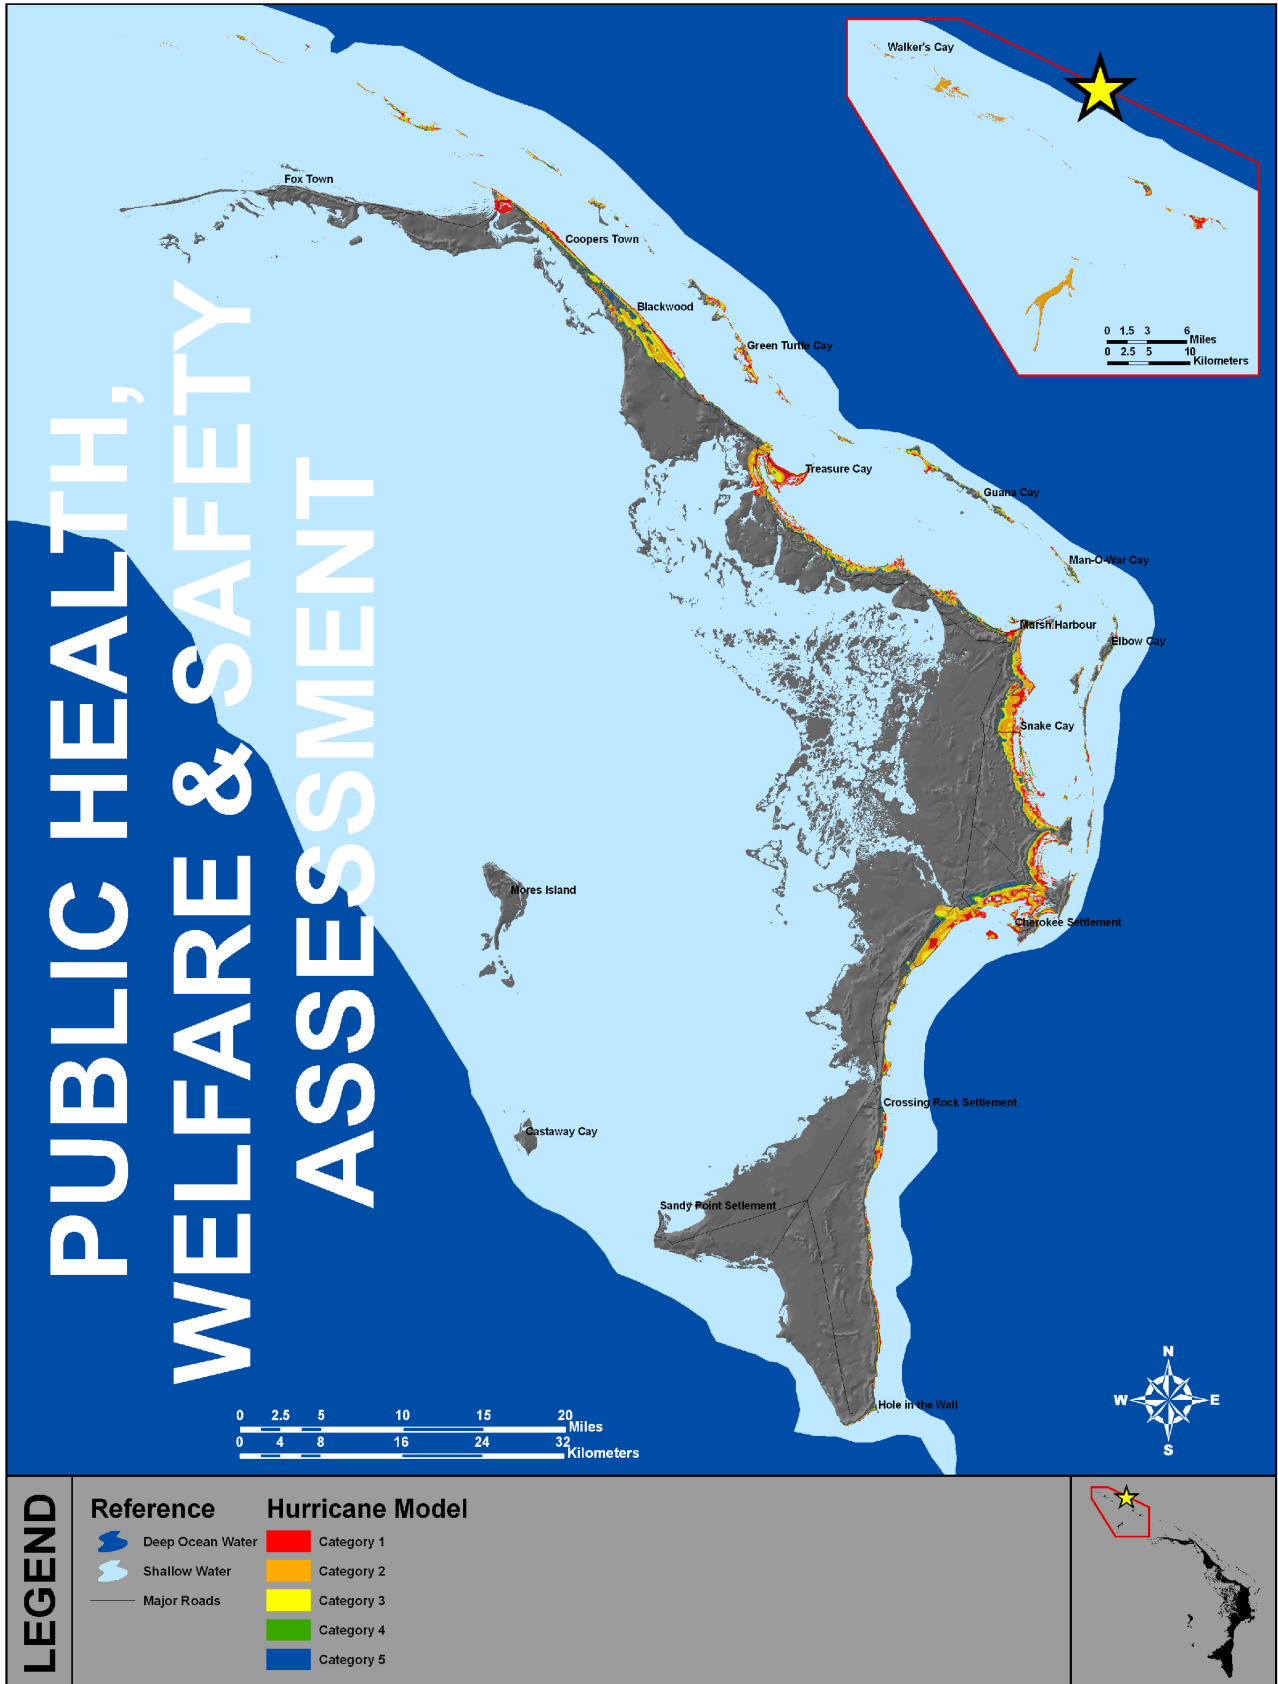 PUBLIC HEALTH,
WELFARE & SAFETY
ASSESSMENT
Walker's Cay
0 1.5 3 6
Miles
0 2.5 5 10
Kilometers
Fox Town
Coopers Town
Blackwood
Green Turtle Cay
Treasure Cay
Guana Cay
Man-O-War Cay
Marsh Harbour
Elbow Cay
Snake Cay
Mores Island
Cherokee Settlement
Crossing Rock Settlement
Castaway Cay
Sandy Point Setlement
Hole in the Wall
N
W E
S
0 2.5 5 10 15 20
Miles
0 4 8 16 24 32
Kilometers
LEGEND
Reference
Deep Ocean Water
Shallow Water
Major Roads
Hurricane Model
Category 1
Category 2
Category 3
Category 4
Category 5